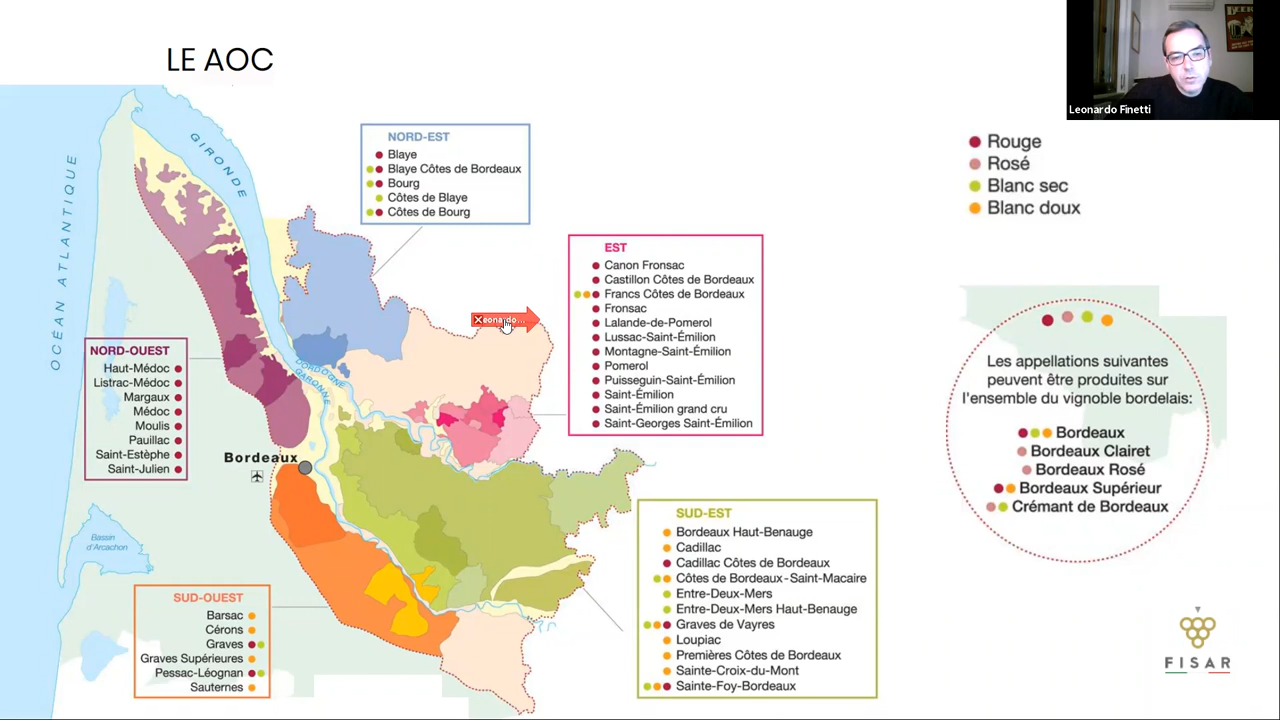 LE AOC
Leonardo Finetti
OCÉAN ATLANTIQUE
GIRONDE
NORD-EST
Blaye
Blaye Côtes de Bordeaux
Bourg
Côtes de Blaye
Côtes de Bourg
EST
Canon Fronsac
Castillon Côtes de Bordeaux
Francs Côtes de Bordeaux
Fronsac
Lalande-de-Pomerol
Lussac-Saint-Émilion
Montagne-Saint-Émilion
Pomerol
Puisseguin-Saint-Émilion
Saint-Émilion
Saint-Émilion grand cru
Saint-Georges Saint-Émilion
NORD-OUEST
Haut-Médoc
Listrac-Médoc
Margaux
Médoc
Moulis
Pauillac
Saint-Estèphe
Saint-Julien
DORDOGNE
GARONNE
Bordeaux
Bassin
d'Arcachon
SUD-OUEST
Barsac
Cérons
Graves
Graves Supérieures
Pessac-Léognan
Sauternes
SUD-EST
Bordeaux Haut-Benauge
Cadillac
Cadillac Côtes de Bordeaux
Côtes de Bordeaux-Saint-Macaire
Entre-Deux-Mers
Entre-Deux-Mers Haut-Benauge
Graves de Vayres
Loupiac
Premières Côtes de Bordeaux
Sainte-Croix-du-Mont
Sainte-Foy-Bordeaux
Rouge
Rosé
Blanc sec
Blanc doux
Les appellations suivantes
peuvent être produites sur
l'ensemble du vignoble bordelais:
Bordeaux
Bordeaux Clairet
Bordeaux Rosé
Bordeaux Supérieur
Crémant de Bordeaux
FISAR